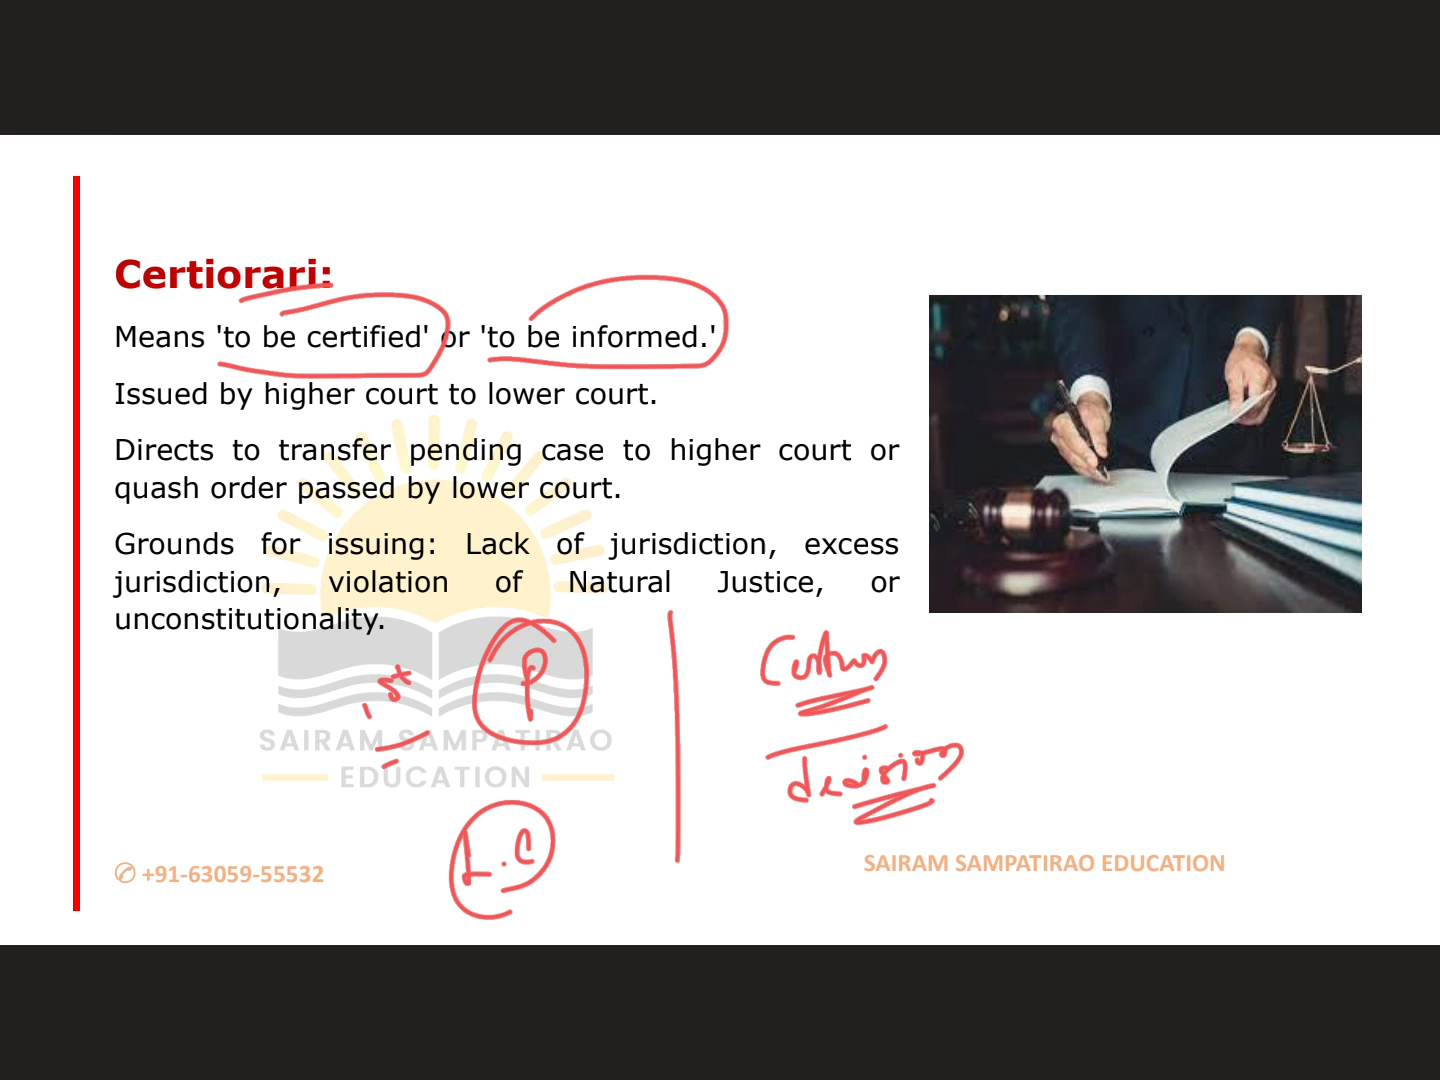 Certiorari:
Means 'to be certified' or 'to be informed.'
Issued by higher court to lower court.
Directs to transfer pending case to higher court or
quash order passed by lower court.
Grounds for issuing: Lack of jurisdiction, excess
jurisdiction, violation of Natural Justice, or
unconstitutionality.
1st
P
L.C
decision
SAIRAM SAMPATIRAO
EDUCATION
✆ +91-63059-55532
SAIRAM SAMPATIRAO EDUCATION